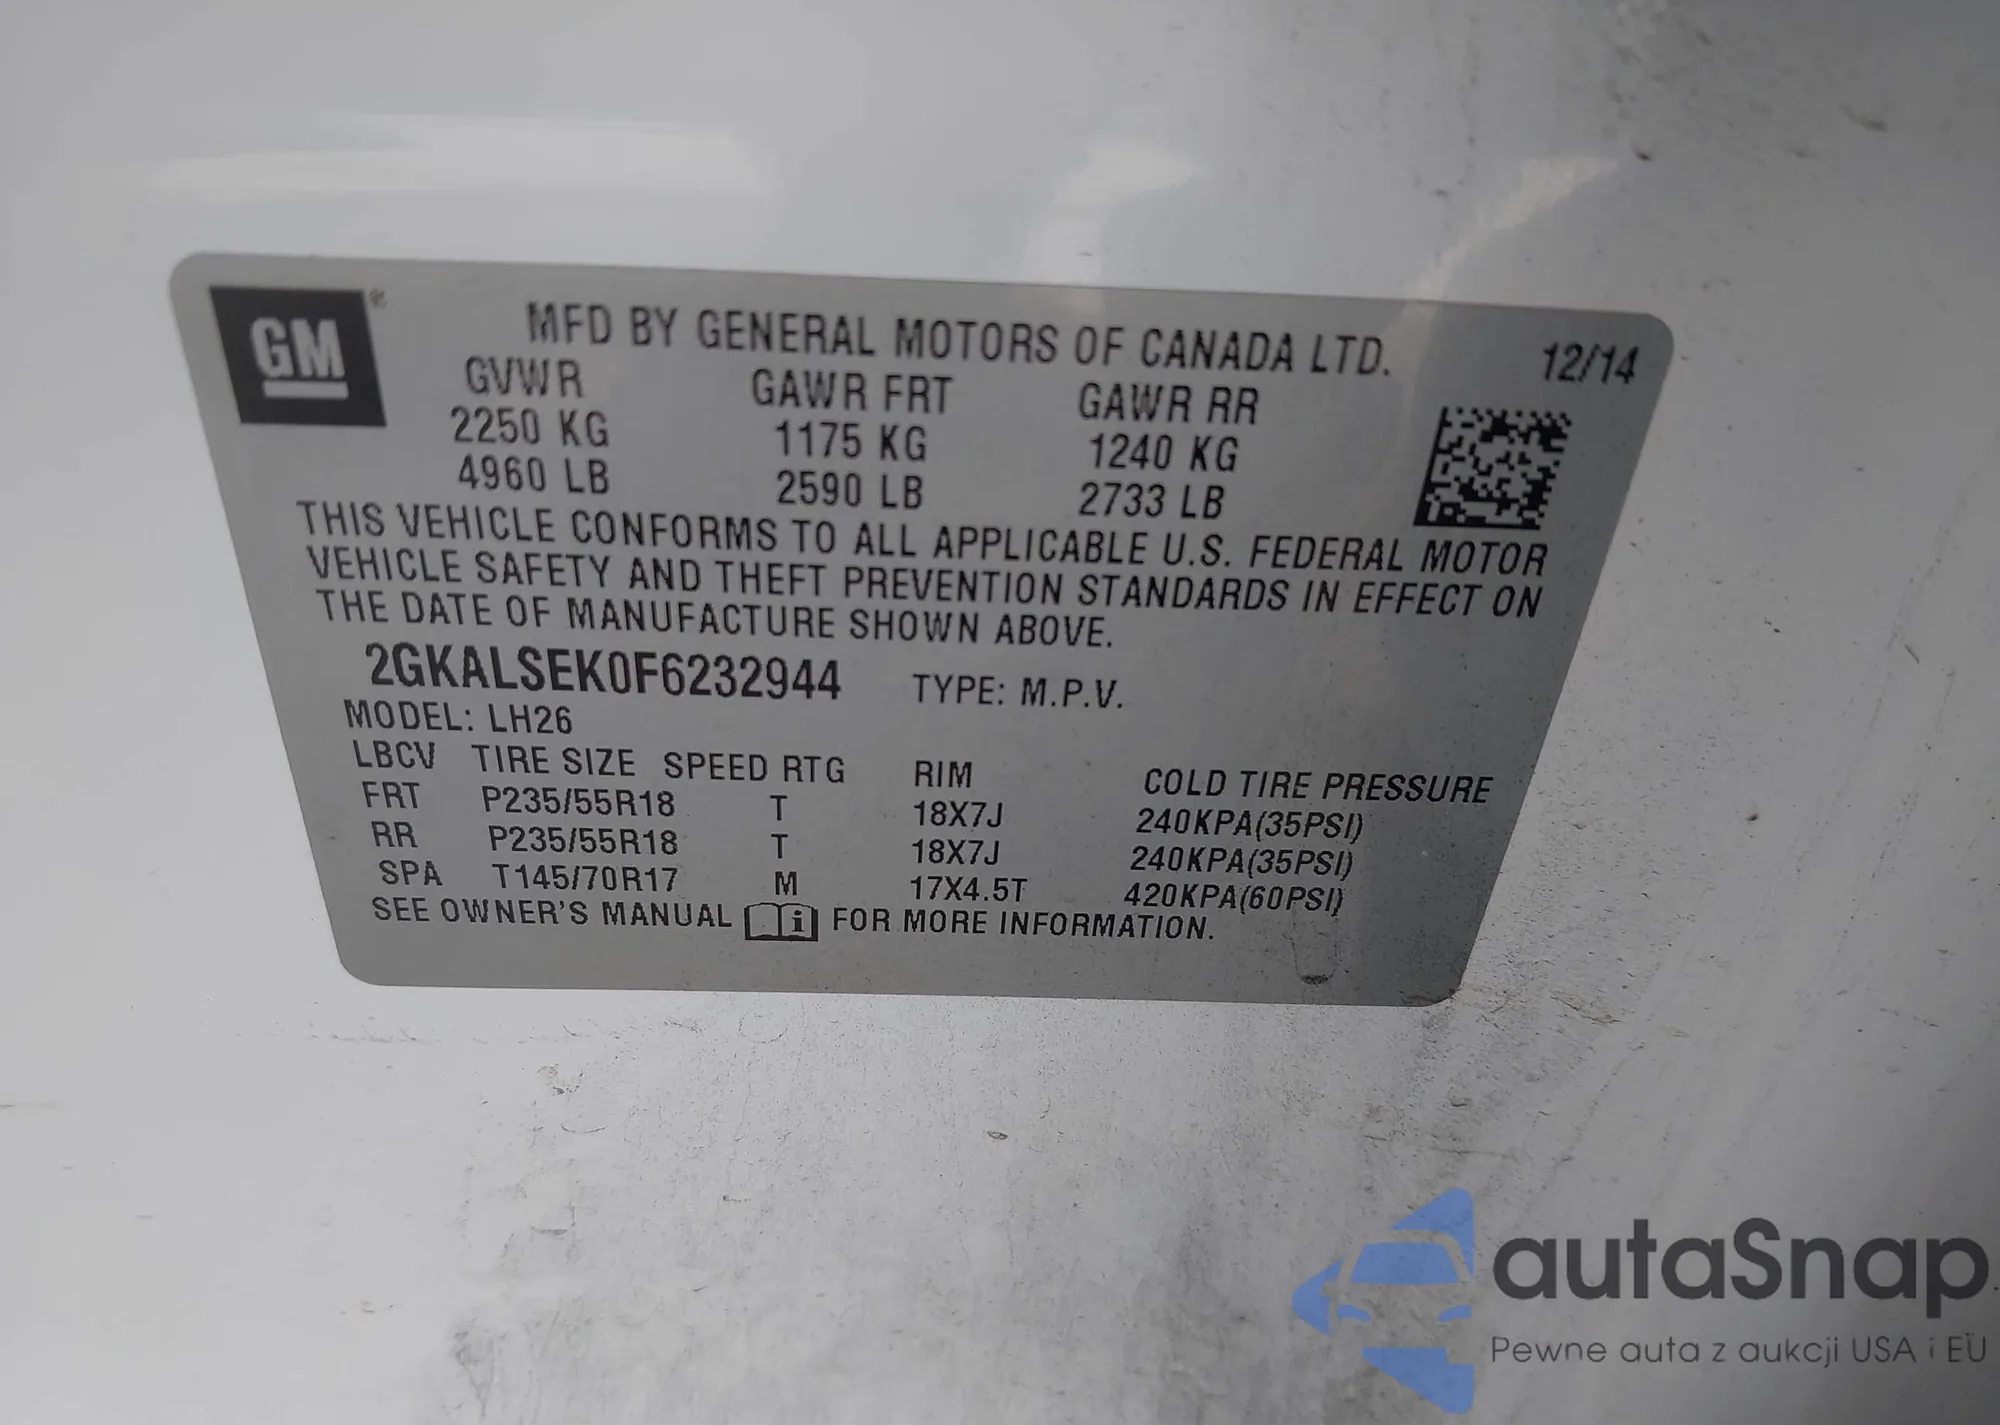 GM ®
MFD BY GENERAL MOTORS OF CANADA LTD. 12/14
GVWR GAWR FRT GAWR RR
2250 KG 1175 KG 1240 KG
4960 LB 2590 LB 2733 LB
THIS VEHICLE CONFORMS TO ALL APPLICABLE U.S. FEDERAL MOTOR
VEHICLE SAFETY AND THEFT PREVENTION STANDARDS IN EFFECT ON
THE DATE OF MANUFACTURE SHOWN ABOVE.
2GKALSEK0F6232944 TYPE: M.P.V.
MODEL: LH26
LBCV TIRE SIZE SPEED RTG RIM COLD TIRE PRESSURE
FRT P235/55R18 T 18X7J 240KPA(35PSI)
RR P235/55R18 T 18X7J 240KPA(35PSI)
SPA T145/70R17 M 17X4.5T 420KPA(60PSI)
SEE OWNER'S MANUAL i FOR MORE INFORMATION.
autaSnap
Pewne auta z aukcji USA i EU